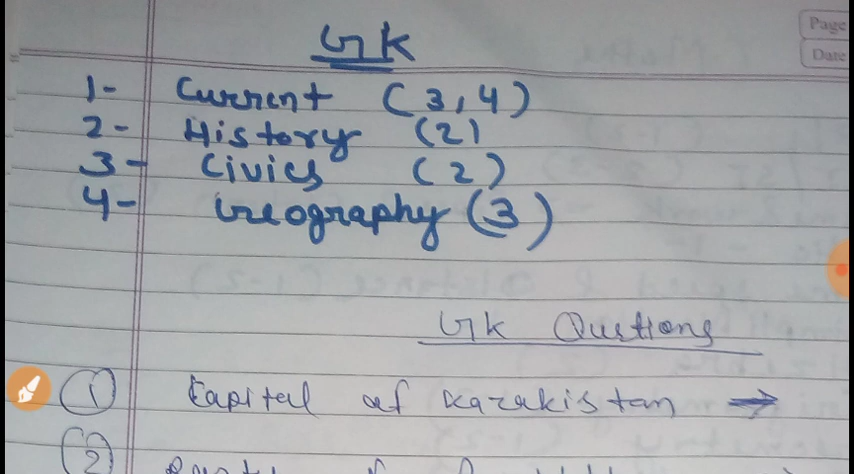 Page
Date
GK
1- Current (3,4)
2- History (2)
3- Civics (2)
4- Geography (3)
GK Questions
① Capital of Kazakistan →
②